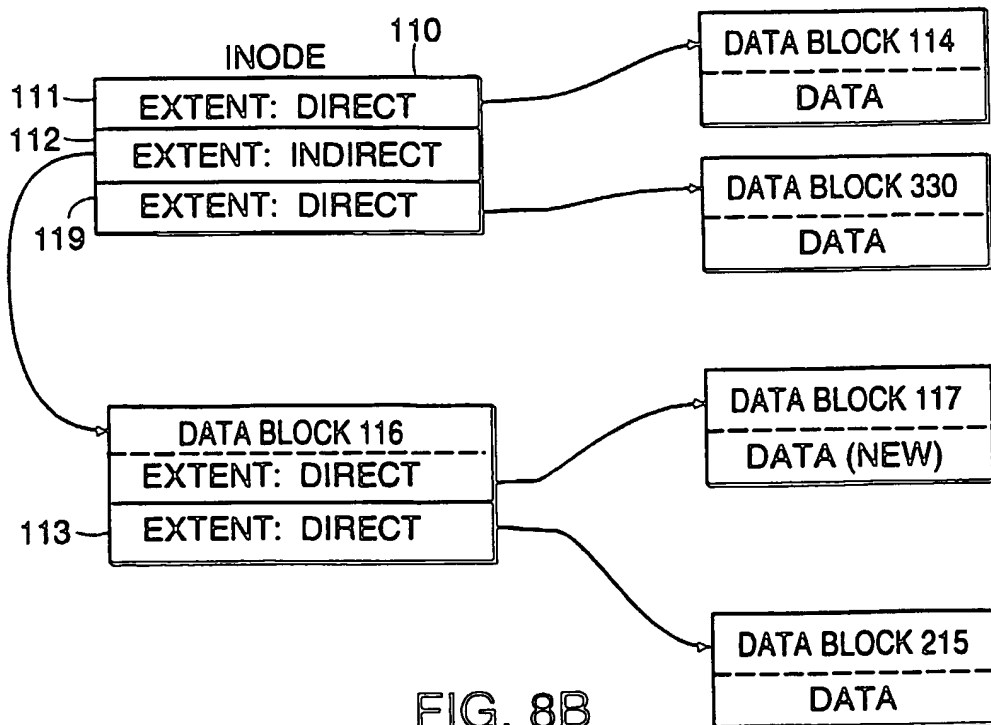 110
INODE
111
EXTENT: DIRECT
112
EXTENT: INDIRECT
EXTENT: DIRECT
119
DATA BLOCK 114
DATA
DATA BLOCK 330
DATA
DATA BLOCK 116
EXTENT: DIRECT
113
EXTENT: DIRECT
DATA BLOCK 117
DATA (NEW)
DATA BLOCK 215
DATA
FIG. 8B